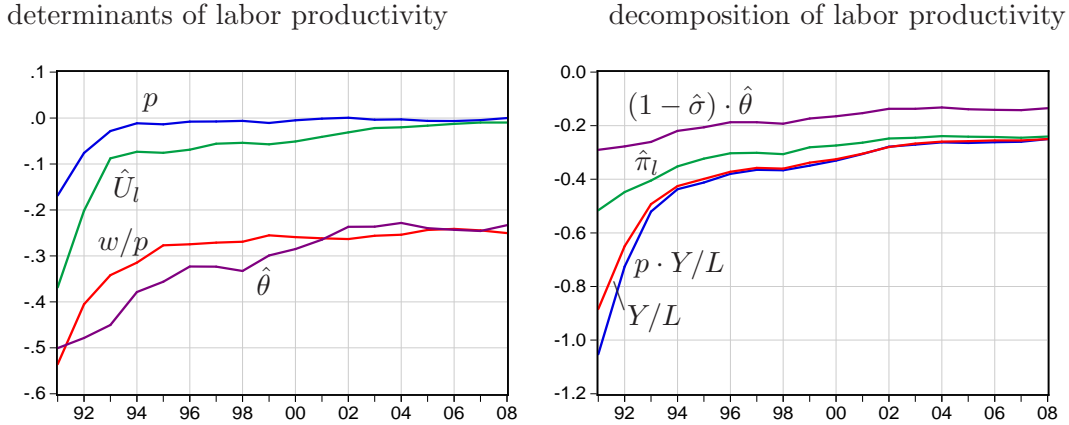 determinants of labor productivity
decomposition of labor productivity
.1
.0
-.1
-.2
-.3
-.4
-.5
-.6
92 94 96 98 00 02 04 06 08
p
Û_l
w/p
θ̂
0.0
-0.2
-0.4
-0.6
-0.8
-1.0
-1.2
92 94 96 98 00 02 04 06 08
(1 − σ̂) · θ̂
π̂_l
p · Y/L
Y/L